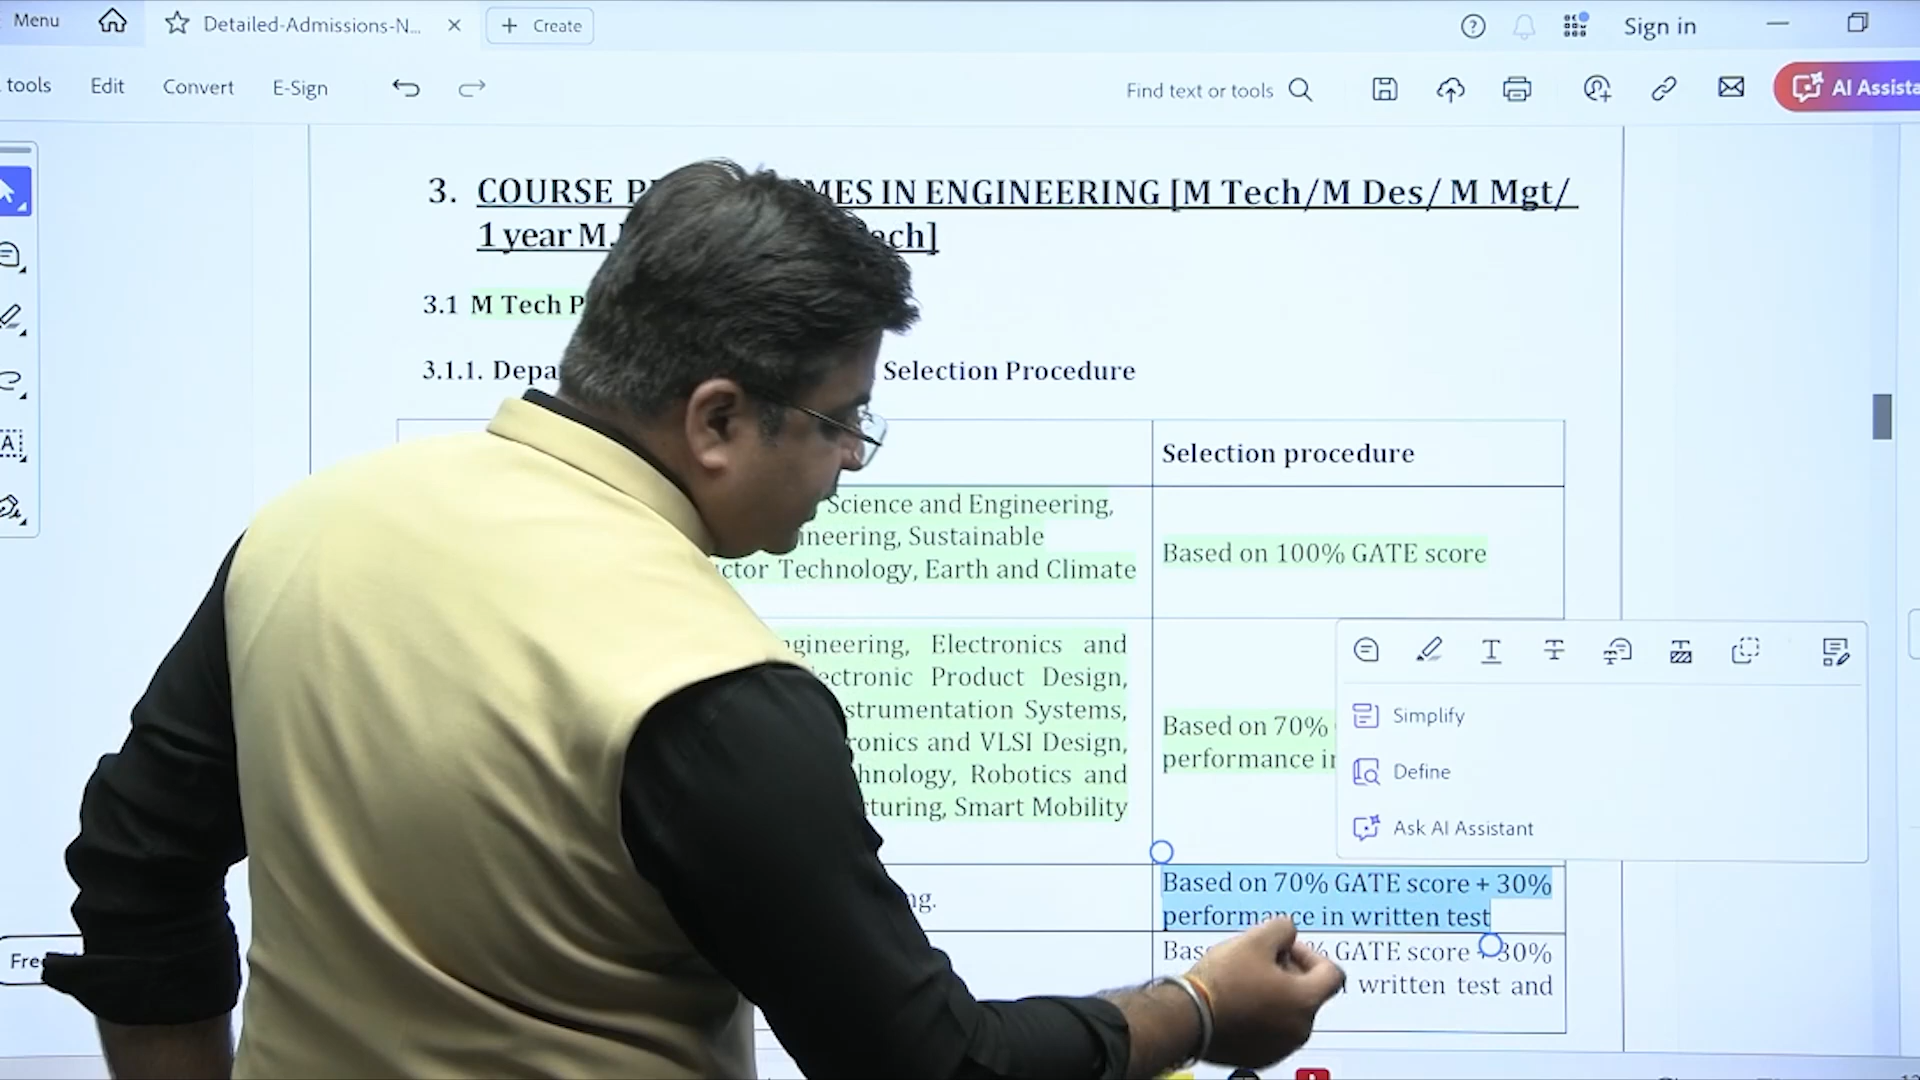 Menu
Detailed-Admissions-N...
Create
Sign in
tools
Edit
Convert
E-Sign
Find text or tools
AI Assista
3. COURSE P MES IN ENGINEERING [M Tech/M Des/ M Mgt/
1 year M. ech]
3.1 M Tech P
3.1.1. Depa Selection Procedure
Selection procedure
Science and Engineering,
ineering, Sustainable
ctor Technology, Earth and Climate
Based on 100% GATE score
ngineering, Electronics and
ectronic Product Design,
strumentation Systems,
ronics and VLSI Design,
hnology, Robotics and
cturing, Smart Mobility
Based on 70%
performance in
Simplify
Define
Ask AI Assistant
ng.
Based on 70% GATE score + 30%
performance in written test
Bas % GATE score + 30%
written test and
Fre